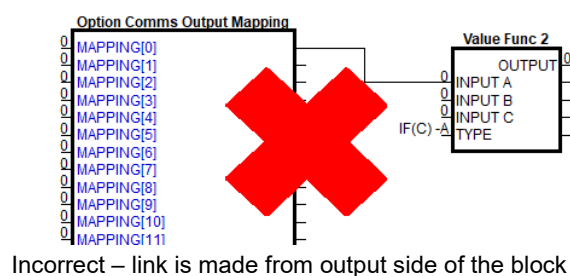 Option Comms Output Mapping
0 MAPPING[0]
0 MAPPING[1]
0 MAPPING[2]
0 MAPPING[3]
0 MAPPING[4]
0 MAPPING[5]
0 MAPPING[6]
0 MAPPING[7]
0 MAPPING[8]
0 MAPPING[9]
0 MAPPING[10]
0 MAPPING[11]
Value Func 2
OUTPUT 0
0 INPUT A
0 INPUT B
0 INPUT C
IF(C) -A TYPE
Incorrect – link is made from output side of the block